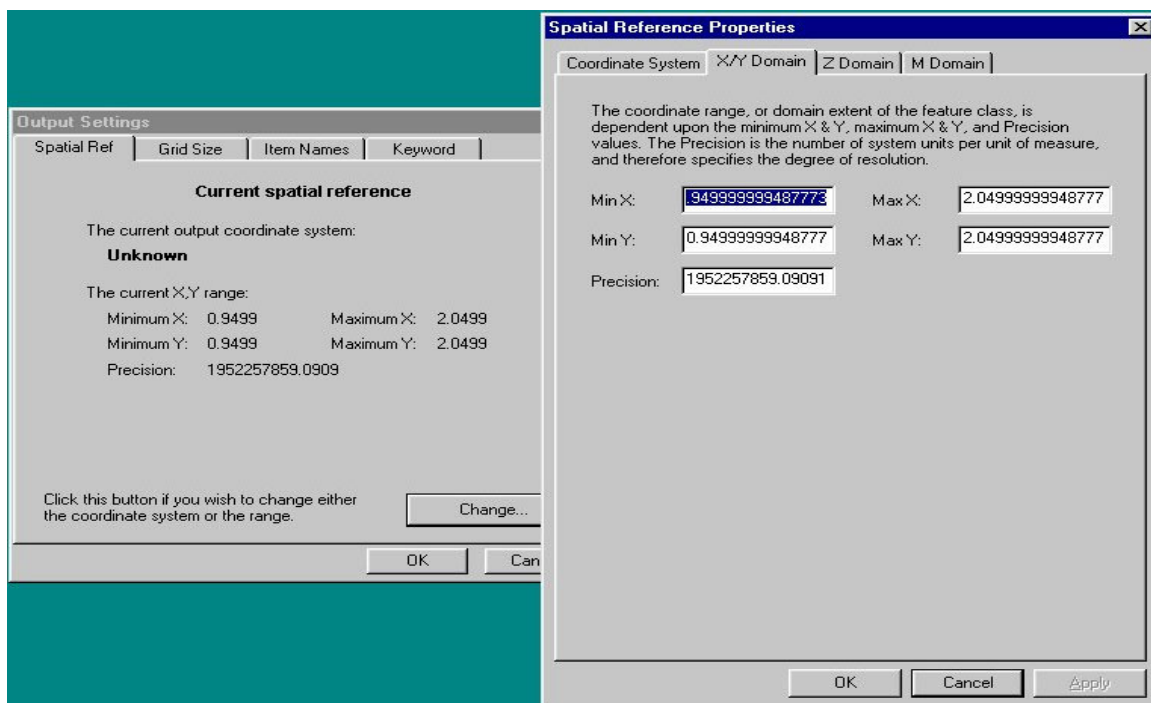 Output Settings
Spatial Ref Grid Size Item Names Keyword
Current spatial reference
The current output coordinate system:
Unknown
The current X,Y range:
Minimum X: 0.9499 Maximum X: 2.0499
Minimum Y: 0.9499 Maximum Y: 2.0499
Precision: 1952257859.0909
Click this button if you wish to change either
the coordinate system or the range.
Change...
OK Can
Spatial Reference Properties
Coordinate System X/Y Domain Z Domain M Domain
The coordinate range, or domain extent of the feature class, is
dependent upon the minimum X & Y, maximum X & Y, and Precision
values. The Precision is the number of system units per unit of measure,
and therefore specifies the degree of resolution.
Min X: .949999999487773 Max X: 2.04999999948777
Min Y: 0.94999999948777 Max Y: 2.04999999948777
Precision: 1952257859.09091
OK Cancel Apply